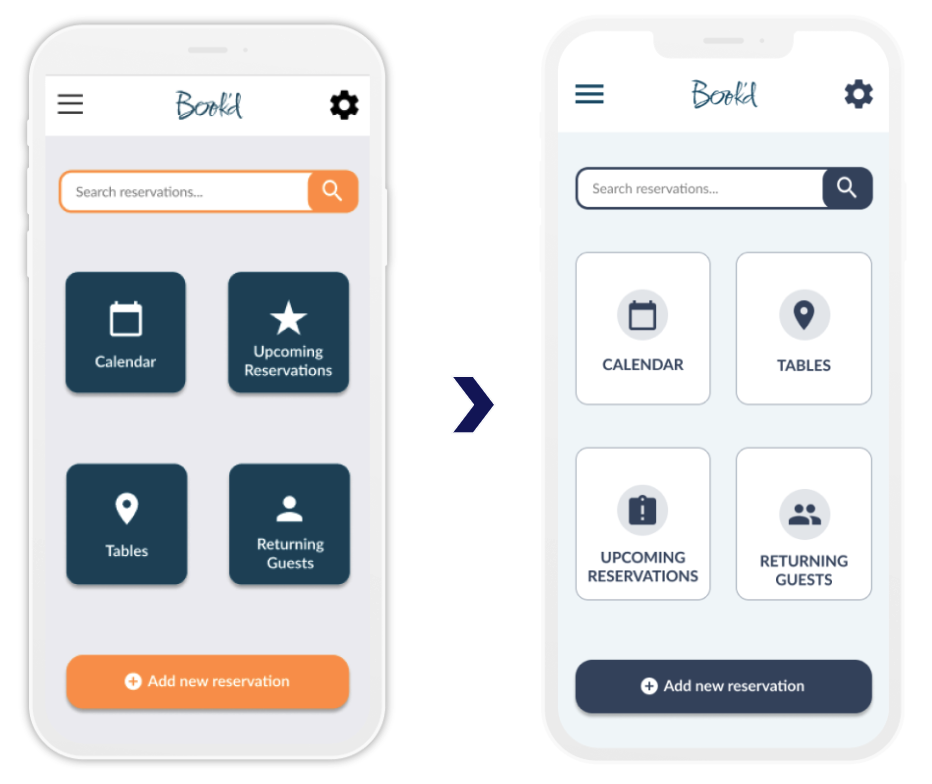 Book'd
Search reservations...
Calendar
Upcoming
Reservations
Tables
Returning
Guests
Add new reservation
Book'd
Search reservations...
CALENDAR
TABLES
UPCOMING
RESERVATIONS
RETURNING
GUESTS
Add new reservation